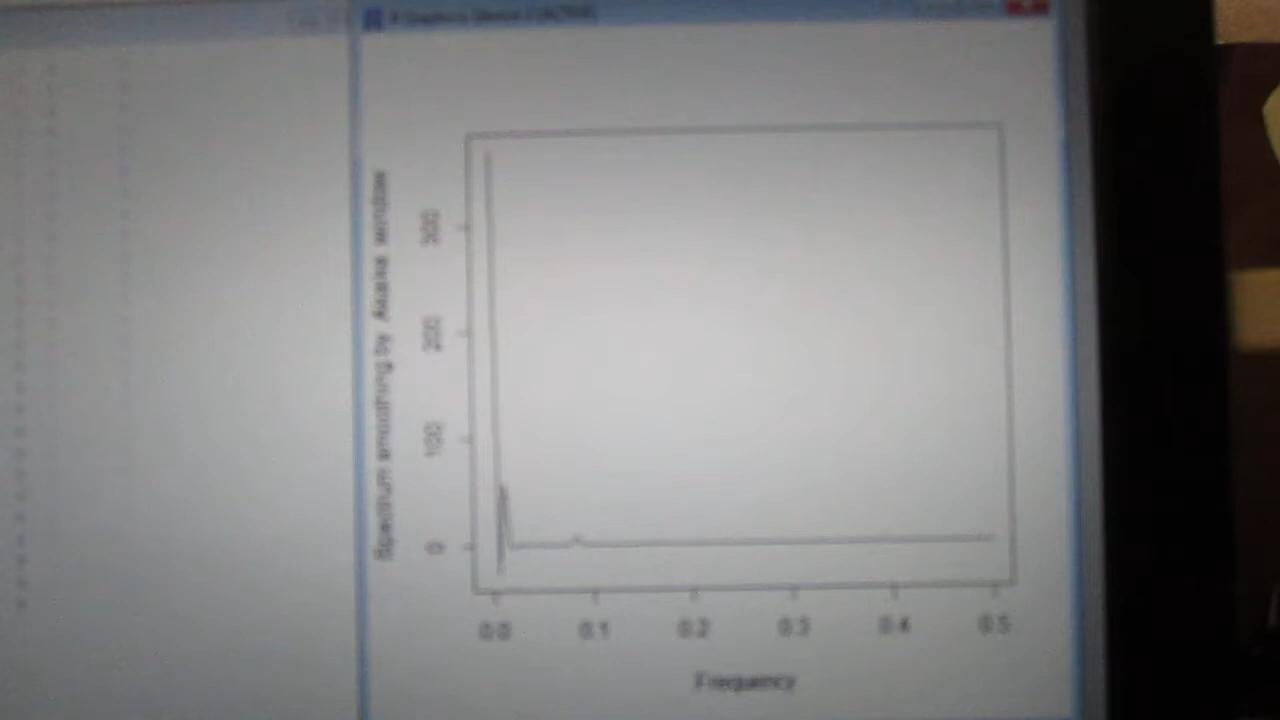 R Graphics Device 2 (ACTIVE)
Spectrum smoothing by Akaike window
300
200
100
0
0.0 0.1 0.2 0.3 0.4 0.5
Frequency